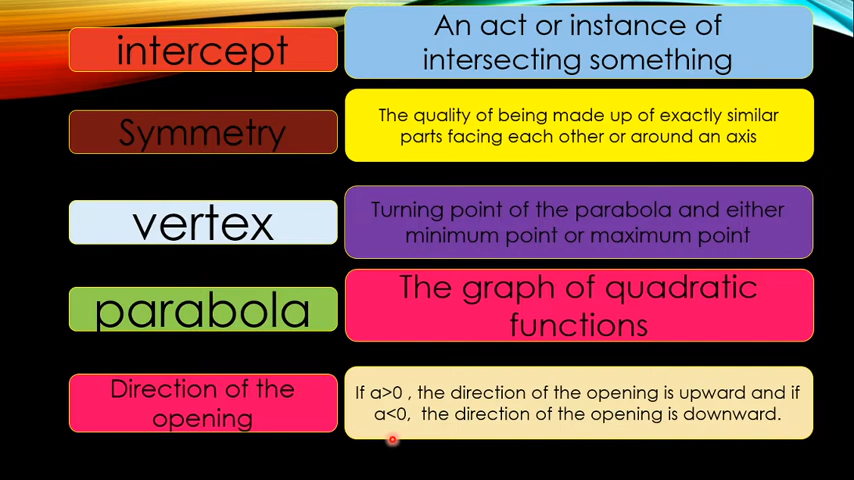 intercept
An act or instance of
intersecting something
Symmetry
The quality of being made up of exactly similar
parts facing each other or around an axis
vertex
Turning point of the parabola and either
minimum point or maximum point
parabola
The graph of quadratic
functions
Direction of the
opening
If a>0 , the direction of the opening is upward and if
a<0, the direction of the opening is downward.